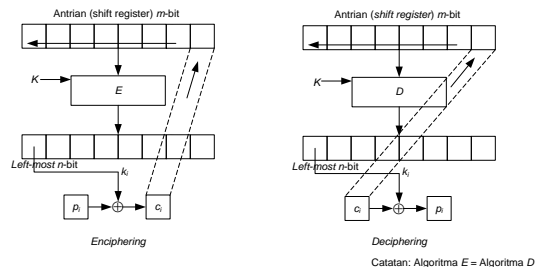 Antrian (shift register) m-bit
K
E
Left-most n-bit
ki
pi
ci
Enciphering
Antrian (shift register) m-bit
K
D
Left-most n-bit
ki
ci
pi
Deciphering
Catatan: Algoritma E = Algoritma D